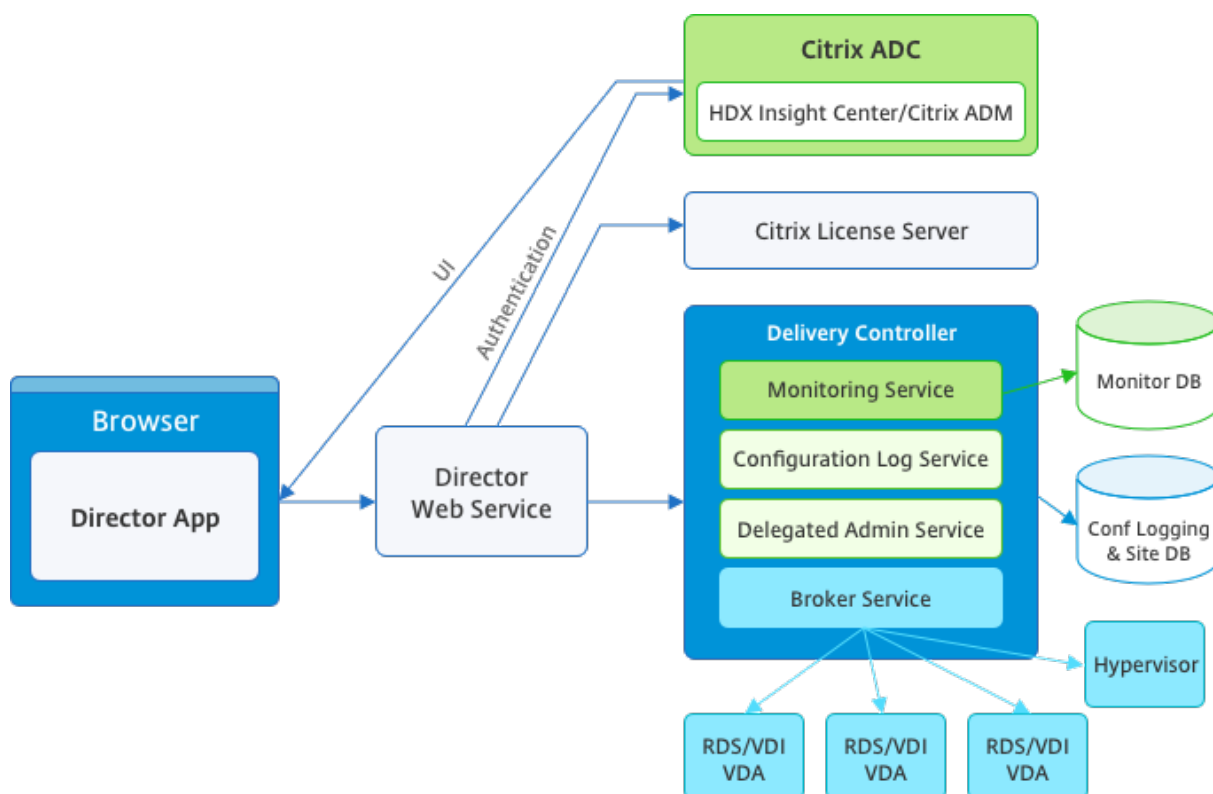 Citrix ADC
HDX Insight Center/Citrix ADM
UI
Authentication
Citrix License Server
Delivery Controller
Monitoring Service
Configuration Log Service
Delegated Admin Service
Broker Service
Monitor DB
Conf Logging
& Site DB
Browser
Director App
Director
Web Service
Hypervisor
RDS/VDI
VDA
RDS/VDI
VDA
RDS/VDI
VDA